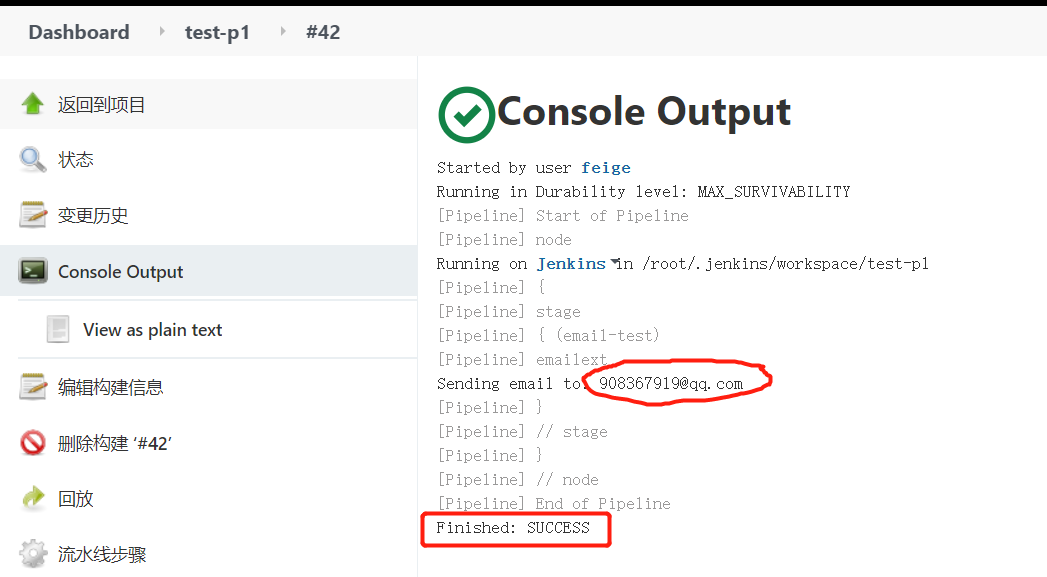 Dashboard test-p1 #42
返回到项目
状态
变更历史
Console Output
View as plain text
编辑构建信息
删除构建 ‘#42’
回放
流水线步骤
Console Output
Started by user feige
Running in Durability level: MAX_SURVIVABILITY
[Pipeline] Start of Pipeline
[Pipeline] node
Running on Jenkins in /root/.jenkins/workspace/test-p1
[Pipeline] {
[Pipeline] stage
[Pipeline] { (email-test)
[Pipeline] emailext
Sending email to: 908367919@qq.com
[Pipeline] }
[Pipeline] // stage
[Pipeline] }
[Pipeline] // node
[Pipeline] End of Pipeline
Finished: SUCCESS